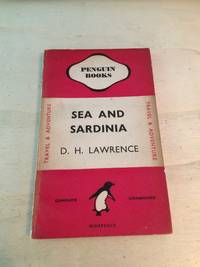 PENGUIN
BOOKS
SEA AND
SARDINIA
D. H. LAWRENCE
TRAVEL & ADVENTURE
TRAVEL & ADVENTURE
COMPLETE
UNABRIDGED